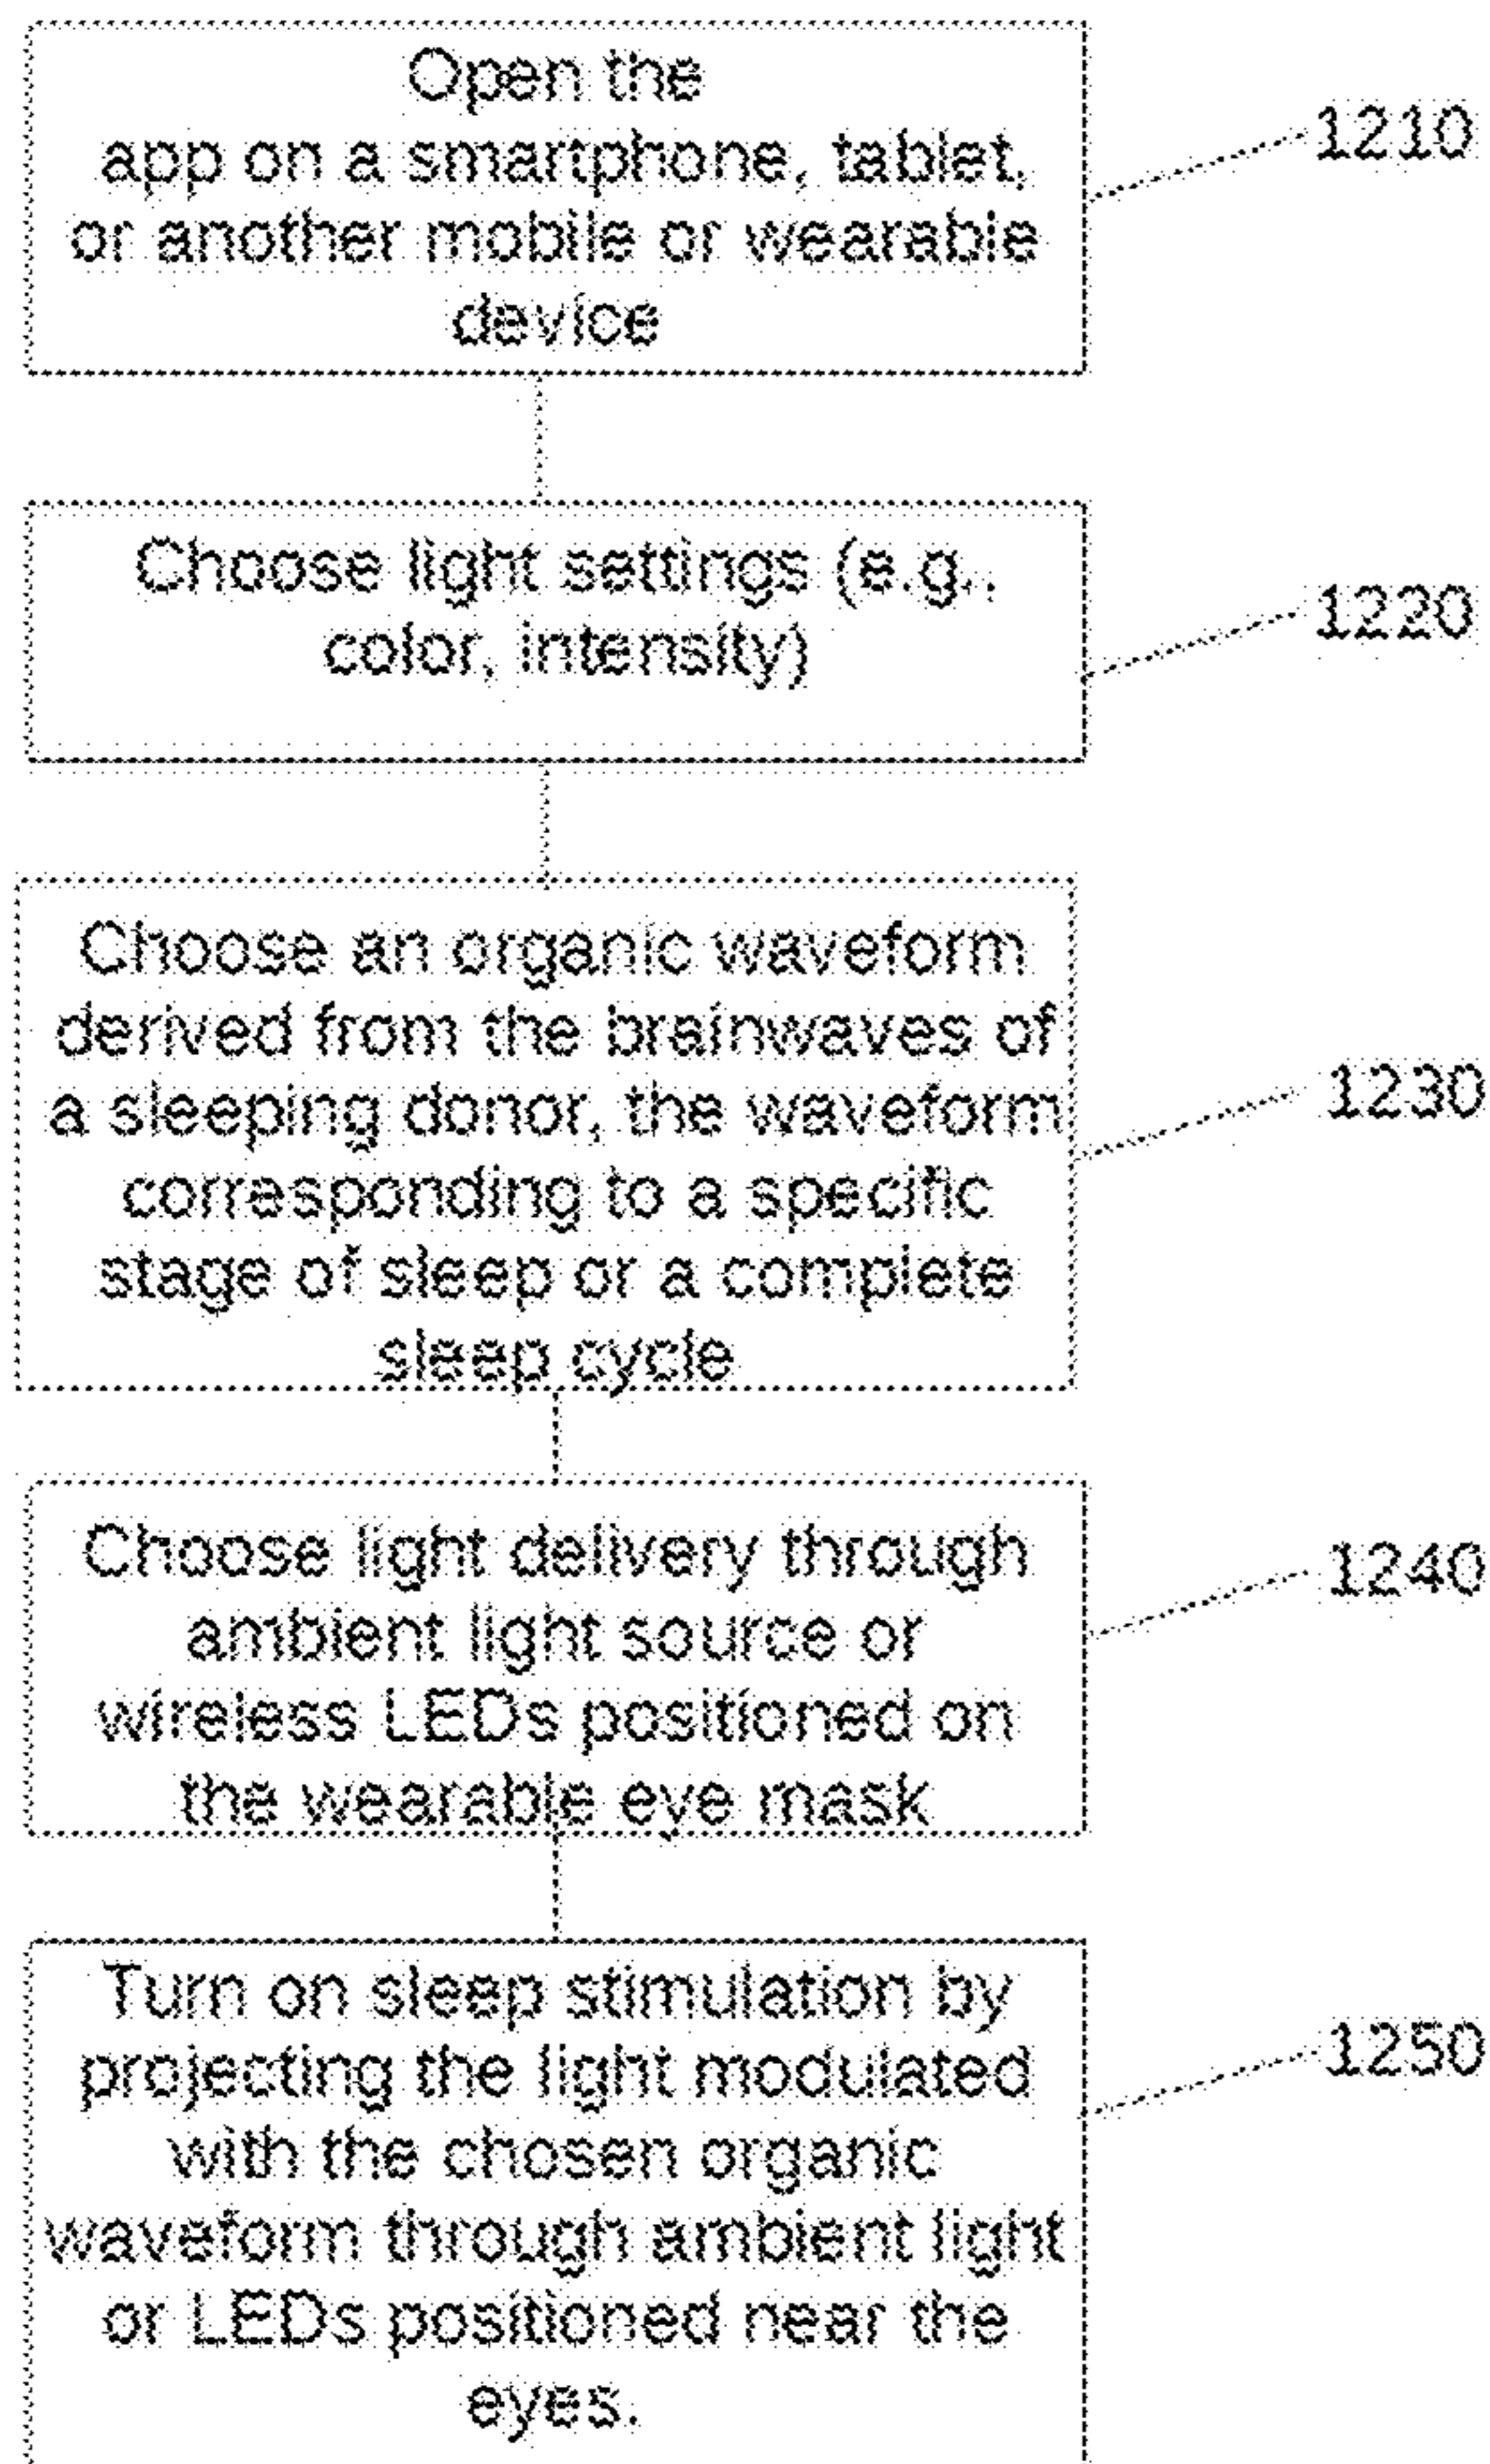 Open the
app on a smartphone, tablet,
or another mobile or wearable
device
1210
Choose light settings (e.g.,
color, intensity)
1220
Choose an organic waveform
derived from the brainwaves of
a sleeping donor, the waveform
corresponding to a specific
stage of sleep or a complete
sleep cycle
1230
Choose light delivery through
ambient light source or
wireless LEDs positioned on
the wearable eye mask
1240
Turn on sleep stimulation by
projecting the light modulated
with the chosen organic
waveform through ambient light
or LEDs positioned near the
eyes.
1250